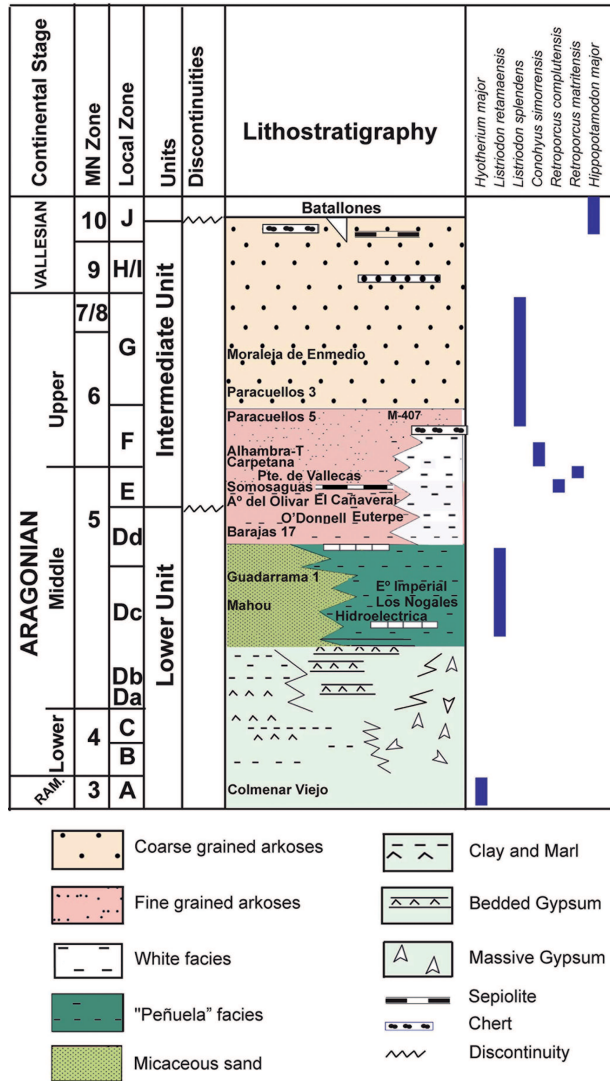 Continental Stage
MN Zone
Local Zone
Units
Discontinuities
Lithostratigraphy
Hyotherium major
Listriodon retamaensis
Listriodon splendens
Conohyus simorrensis
Retroporcus complutensis
Retroporcus matritensis
Hippopotamodon major
VALLESIAN
ARAGONIAN
Upper
Middle
Lower
RAM.
10
9
7/8
6
5
4
3
J
H/I
G
F
E
Dd
Dc
Db
Da
C
B
A
Intermediate Unit
Lower Unit
Batallones
Moraleja de Enmedio
Paracuellos 3
Paracuellos 5 M-407
Alhambra-T
Carpetana
Pte. de Vallecas
Somosaguas
Aº del Olivar El Cañaveral
O'Donpell Euterpe
Barajas 17
Guadarrama 1
Eº Imperial
Mahou
Los Nogales
Hidroelectrica
Colmenar Viejo
Coarse grained arkoses
Fine grained arkoses
White facies
"Peñuela" facies
Micaceous sand
Clay and Marl
Bedded Gypsum
Massive Gypsum
Sepiolite
Chert
Discontinuity